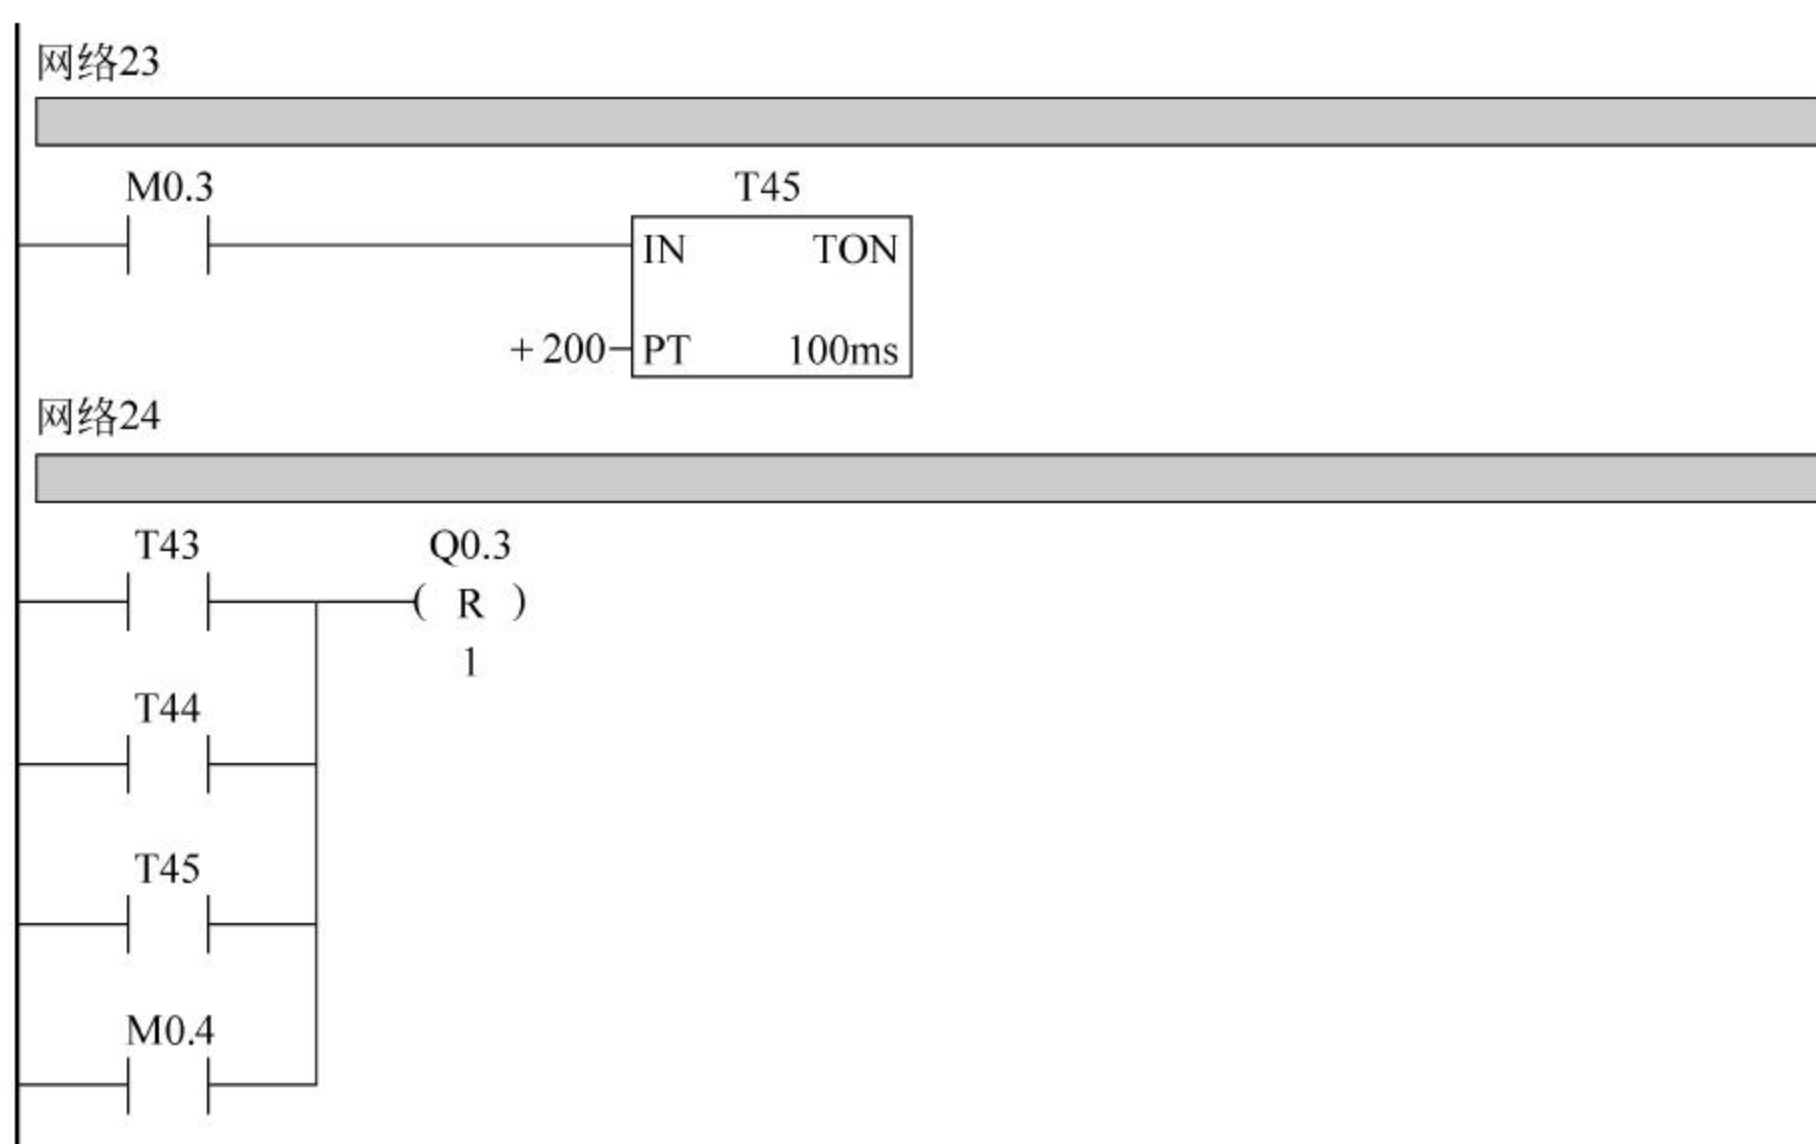 网络23
M0.3
T45
IN TON
+200 PT 100ms
网络24
T43 Q0.3
( R )
1
T44
T45
M0.4